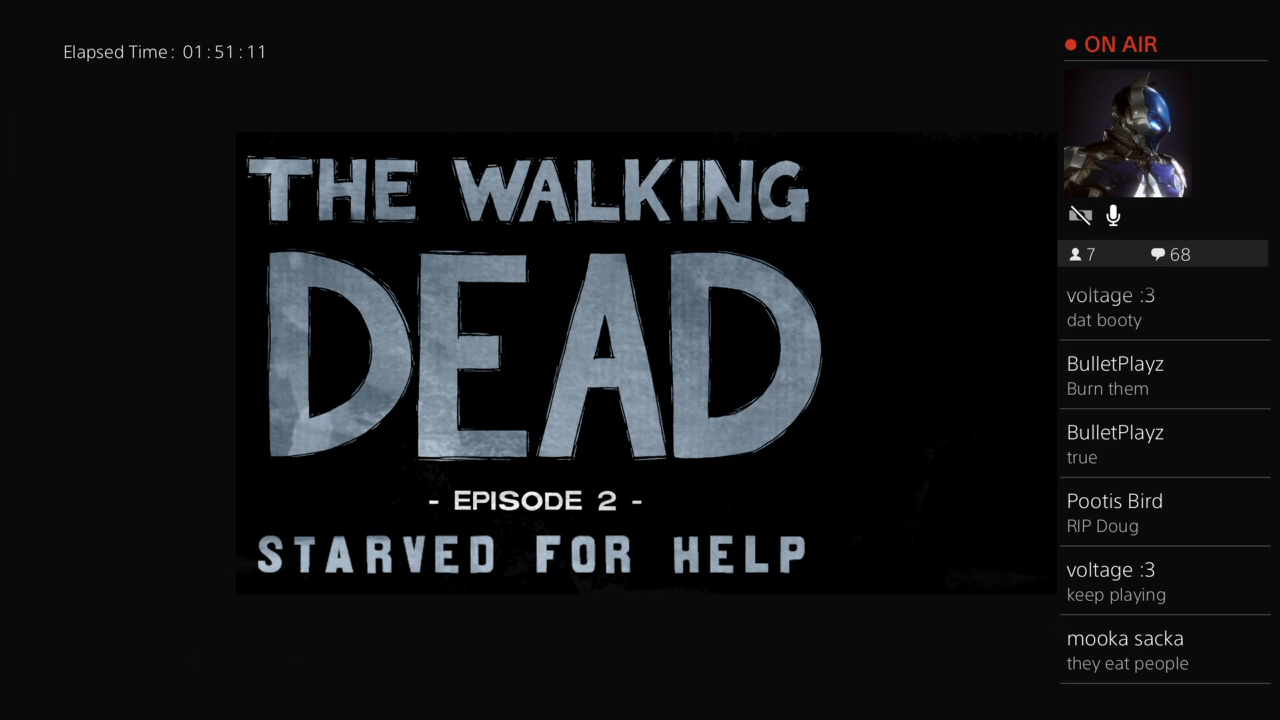 Elapsed Time: 01:51:11
ON AIR
THE WALKING
DEAD
- EPISODE 2 -
STARVED FOR HELP
7 68
voltage :3
dat booty
BulletPlayz
Burn them
BulletPlayz
true
Pootis Bird
RIP Doug
voltage :3
keep playing
mooka sacka
they eat people